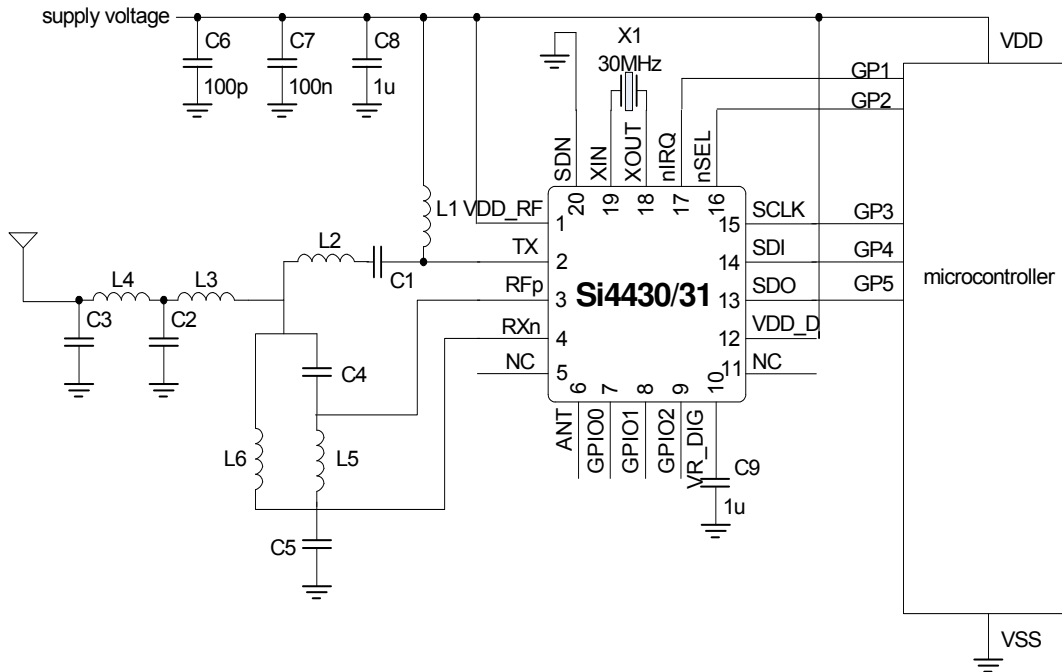 supply voltage
C6
100p
C7
100n
C8
1u
X1
30MHz
VDD
GP1
GP2
SDN
XIN
XOUT
nIRQ
nSEL
L1
VDD_RF
1
20
19
18
17
16
15
SCLK
GP3
L2
C1
TX
2
14
SDI
GP4
L4
L3
RFp
3
Si4430/31
13
SDO
GP5
microcontroller
C3
C2
RXn
4
12
VDD_D
NC
5
11
NC
C4
6
7
8
9
10
ANT
GPIO0
GPIO1
GPIO2
VR_DIG
C9
1u
L6
L5
C5
VSS